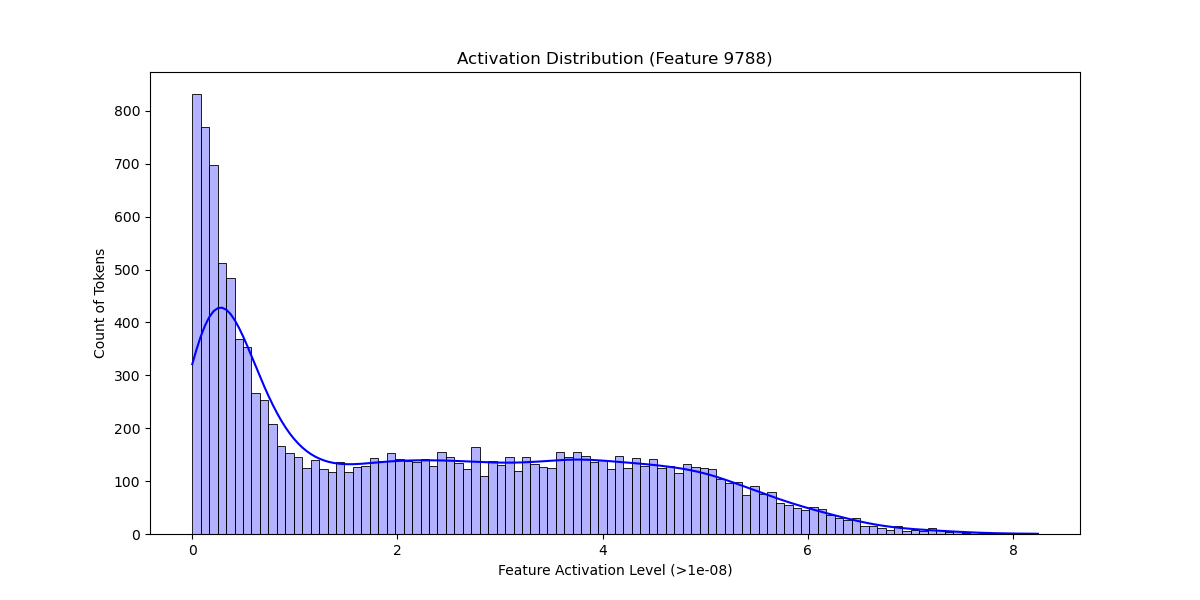 Activation Distribution (Feature 9788)
800
700
600
500
400
300
200
100
0
Count of Tokens
0 2 4 6 8
Feature Activation Level (>1e-08)